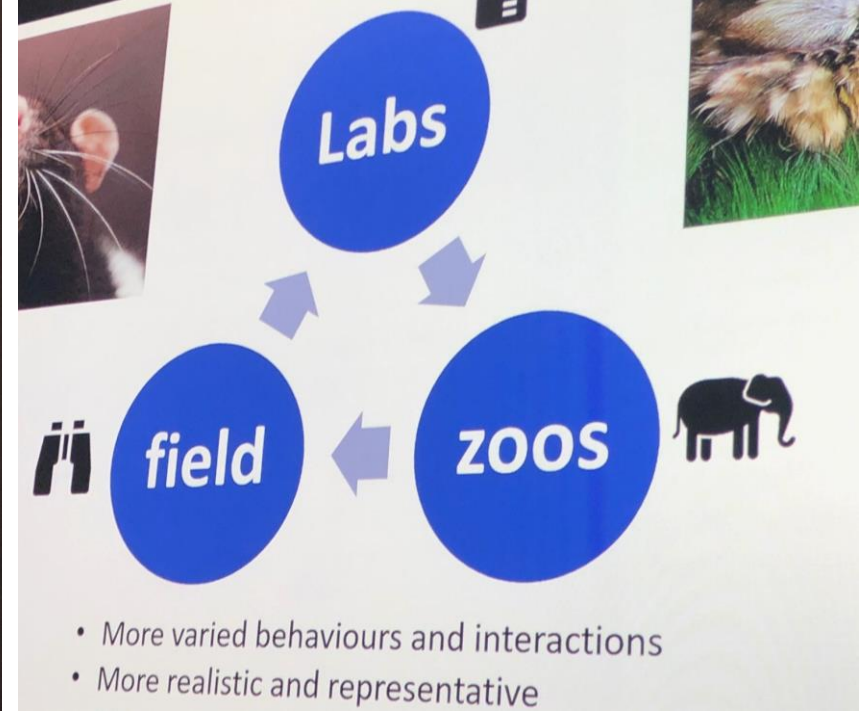 Labs
zoos
field
• More varied behaviours and interactions
• More realistic and representative